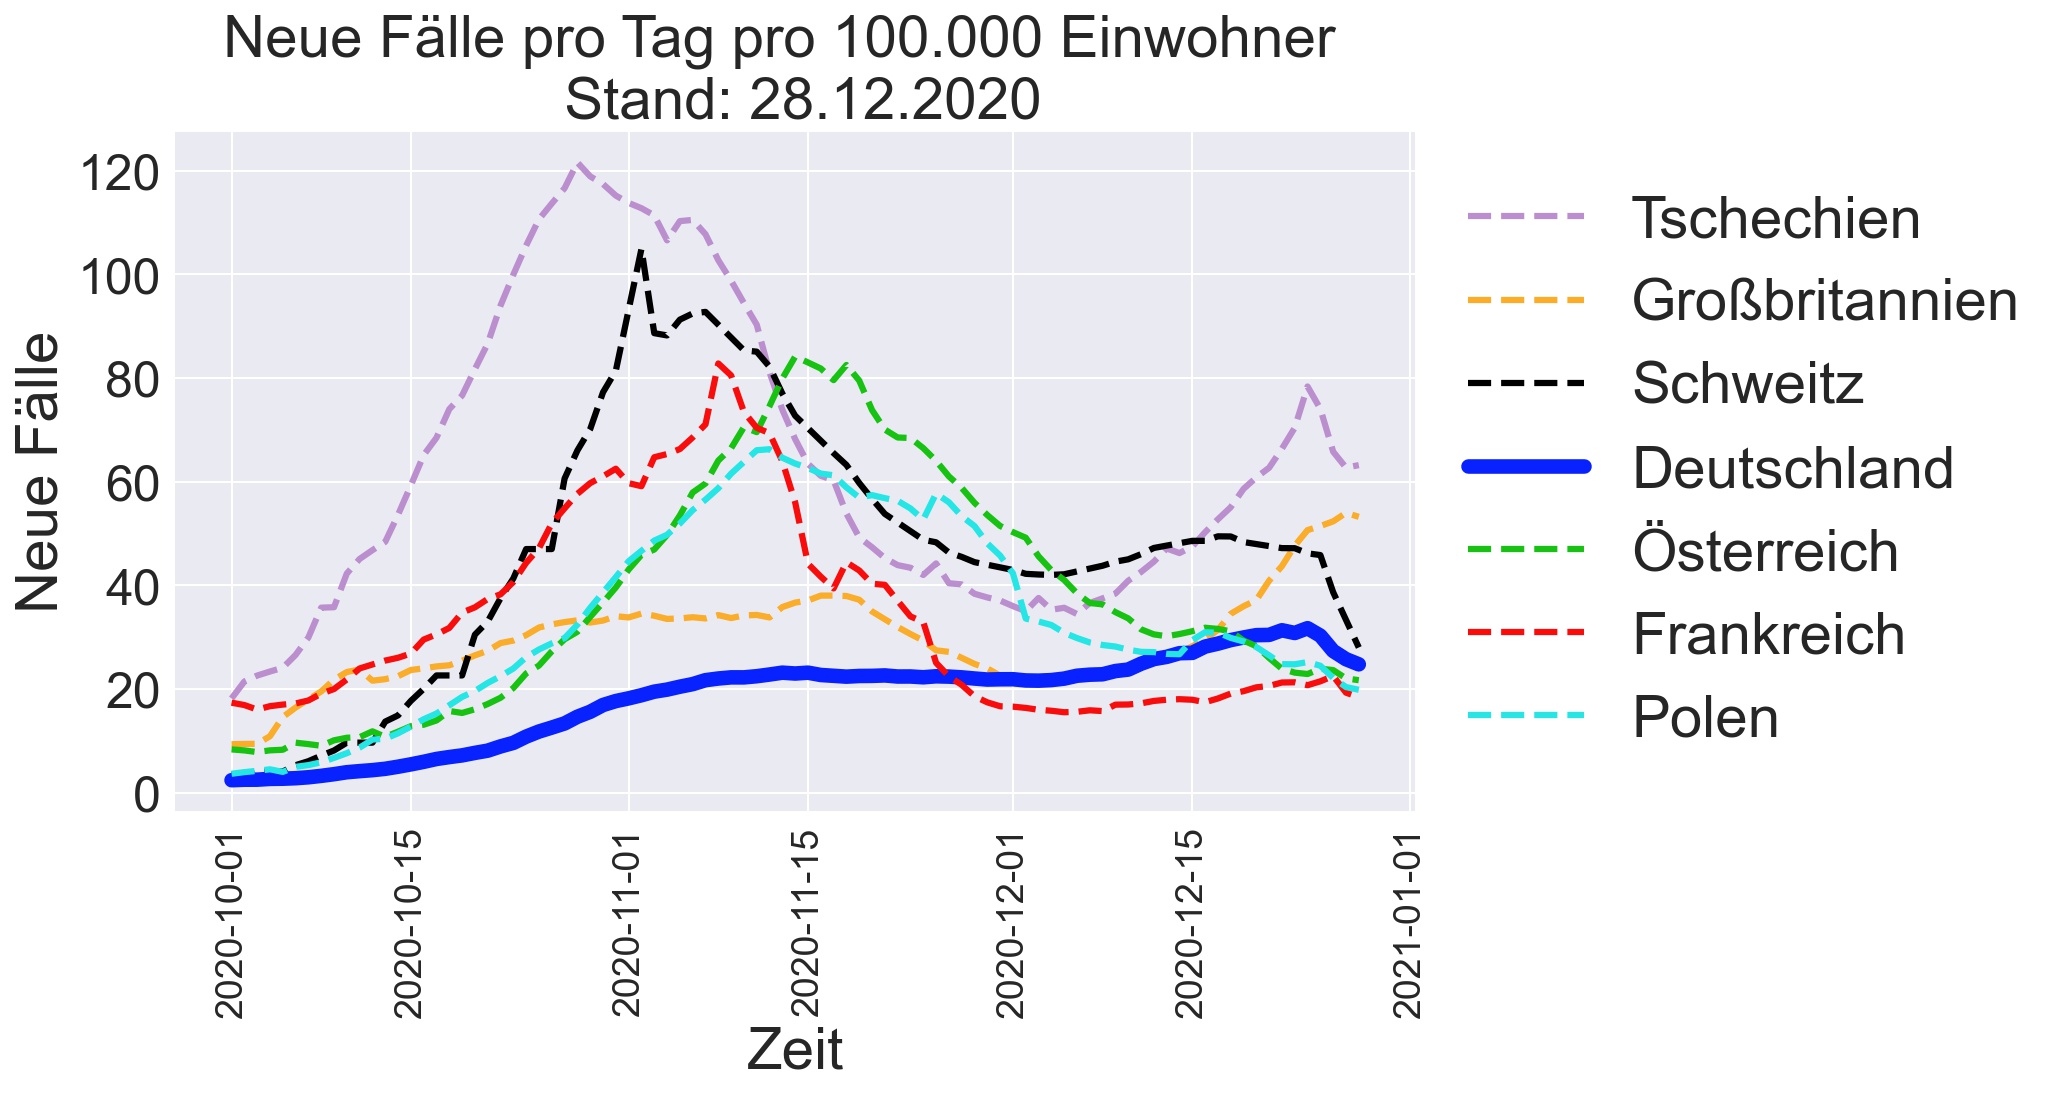 Neue Fälle pro Tag pro 100.000 Einwohner
Stand: 28.12.2020
Neue Fälle
120
100
80
60
40
20
0
2020-10-01
2020-10-15
2020-11-01
2020-11-15
2020-12-01
2020-12-15
2021-01-01
Zeit
Tschechien
Großbritannien
Schweitz
Deutschland
Österreich
Frankreich
Polen